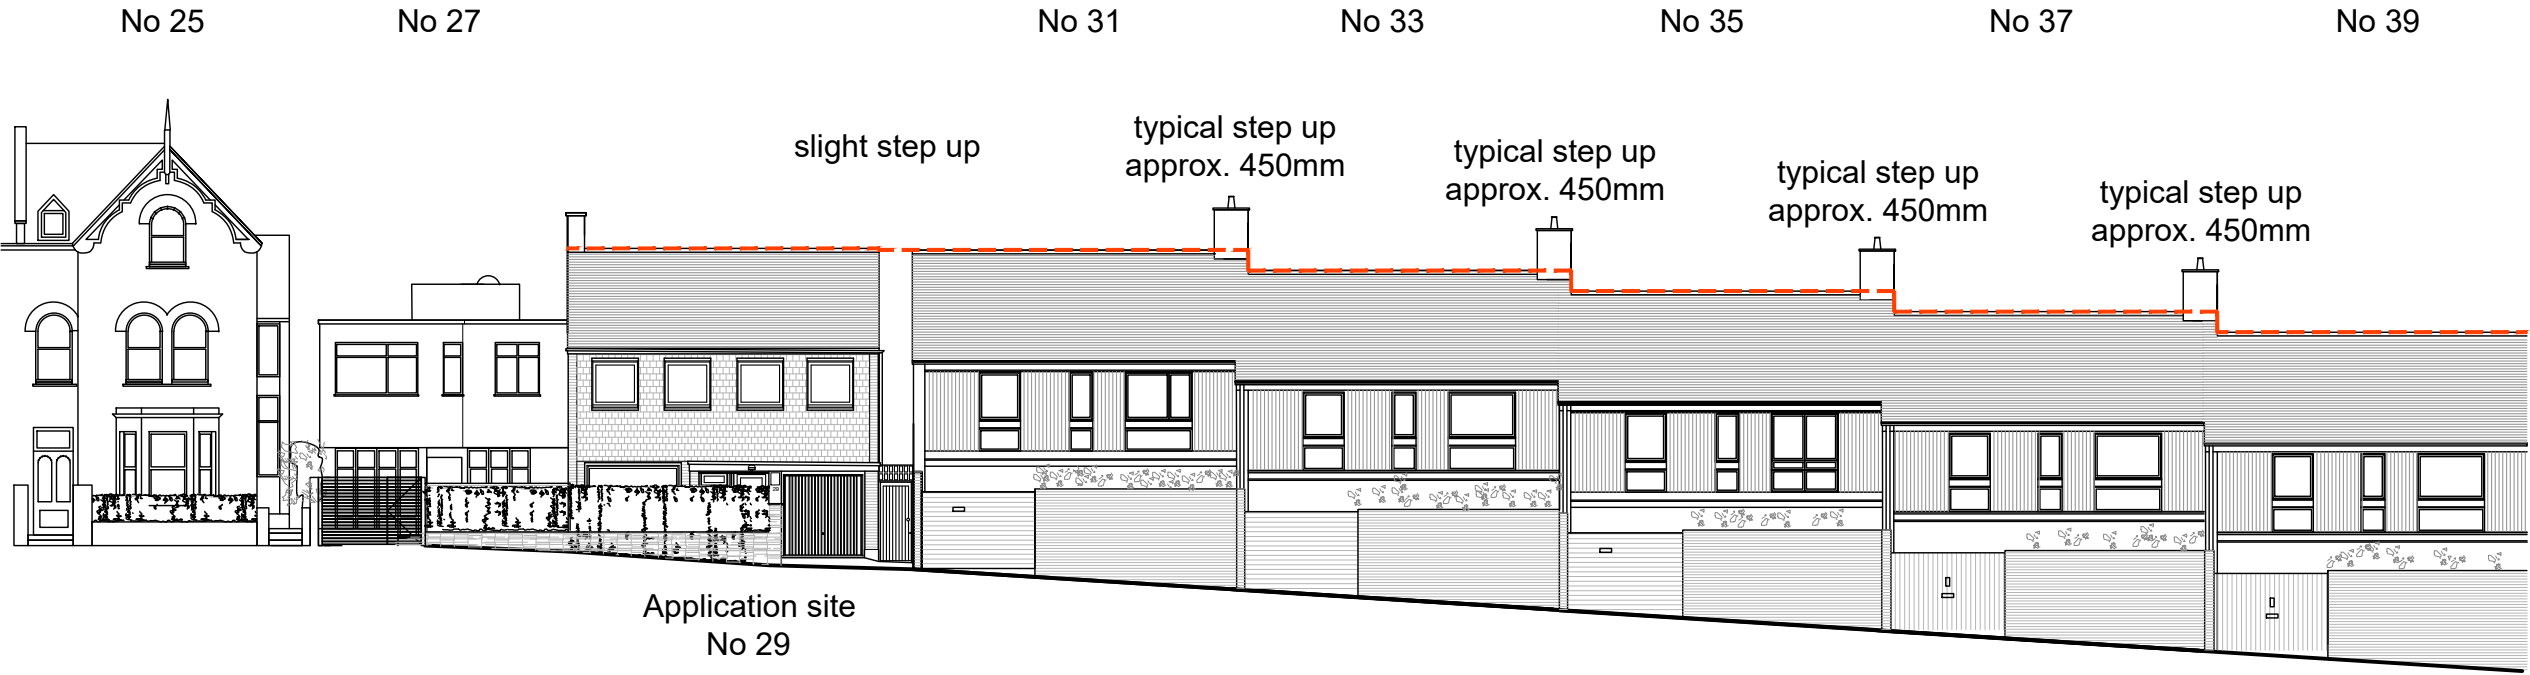 No 25
No 27
No 31
No 33
No 35
No 37
No 39
slight step up
typical step up
approx. 450mm
typical step up
approx. 450mm
typical step up
approx. 450mm
typical step up
approx. 450mm
29
Application site
No 29